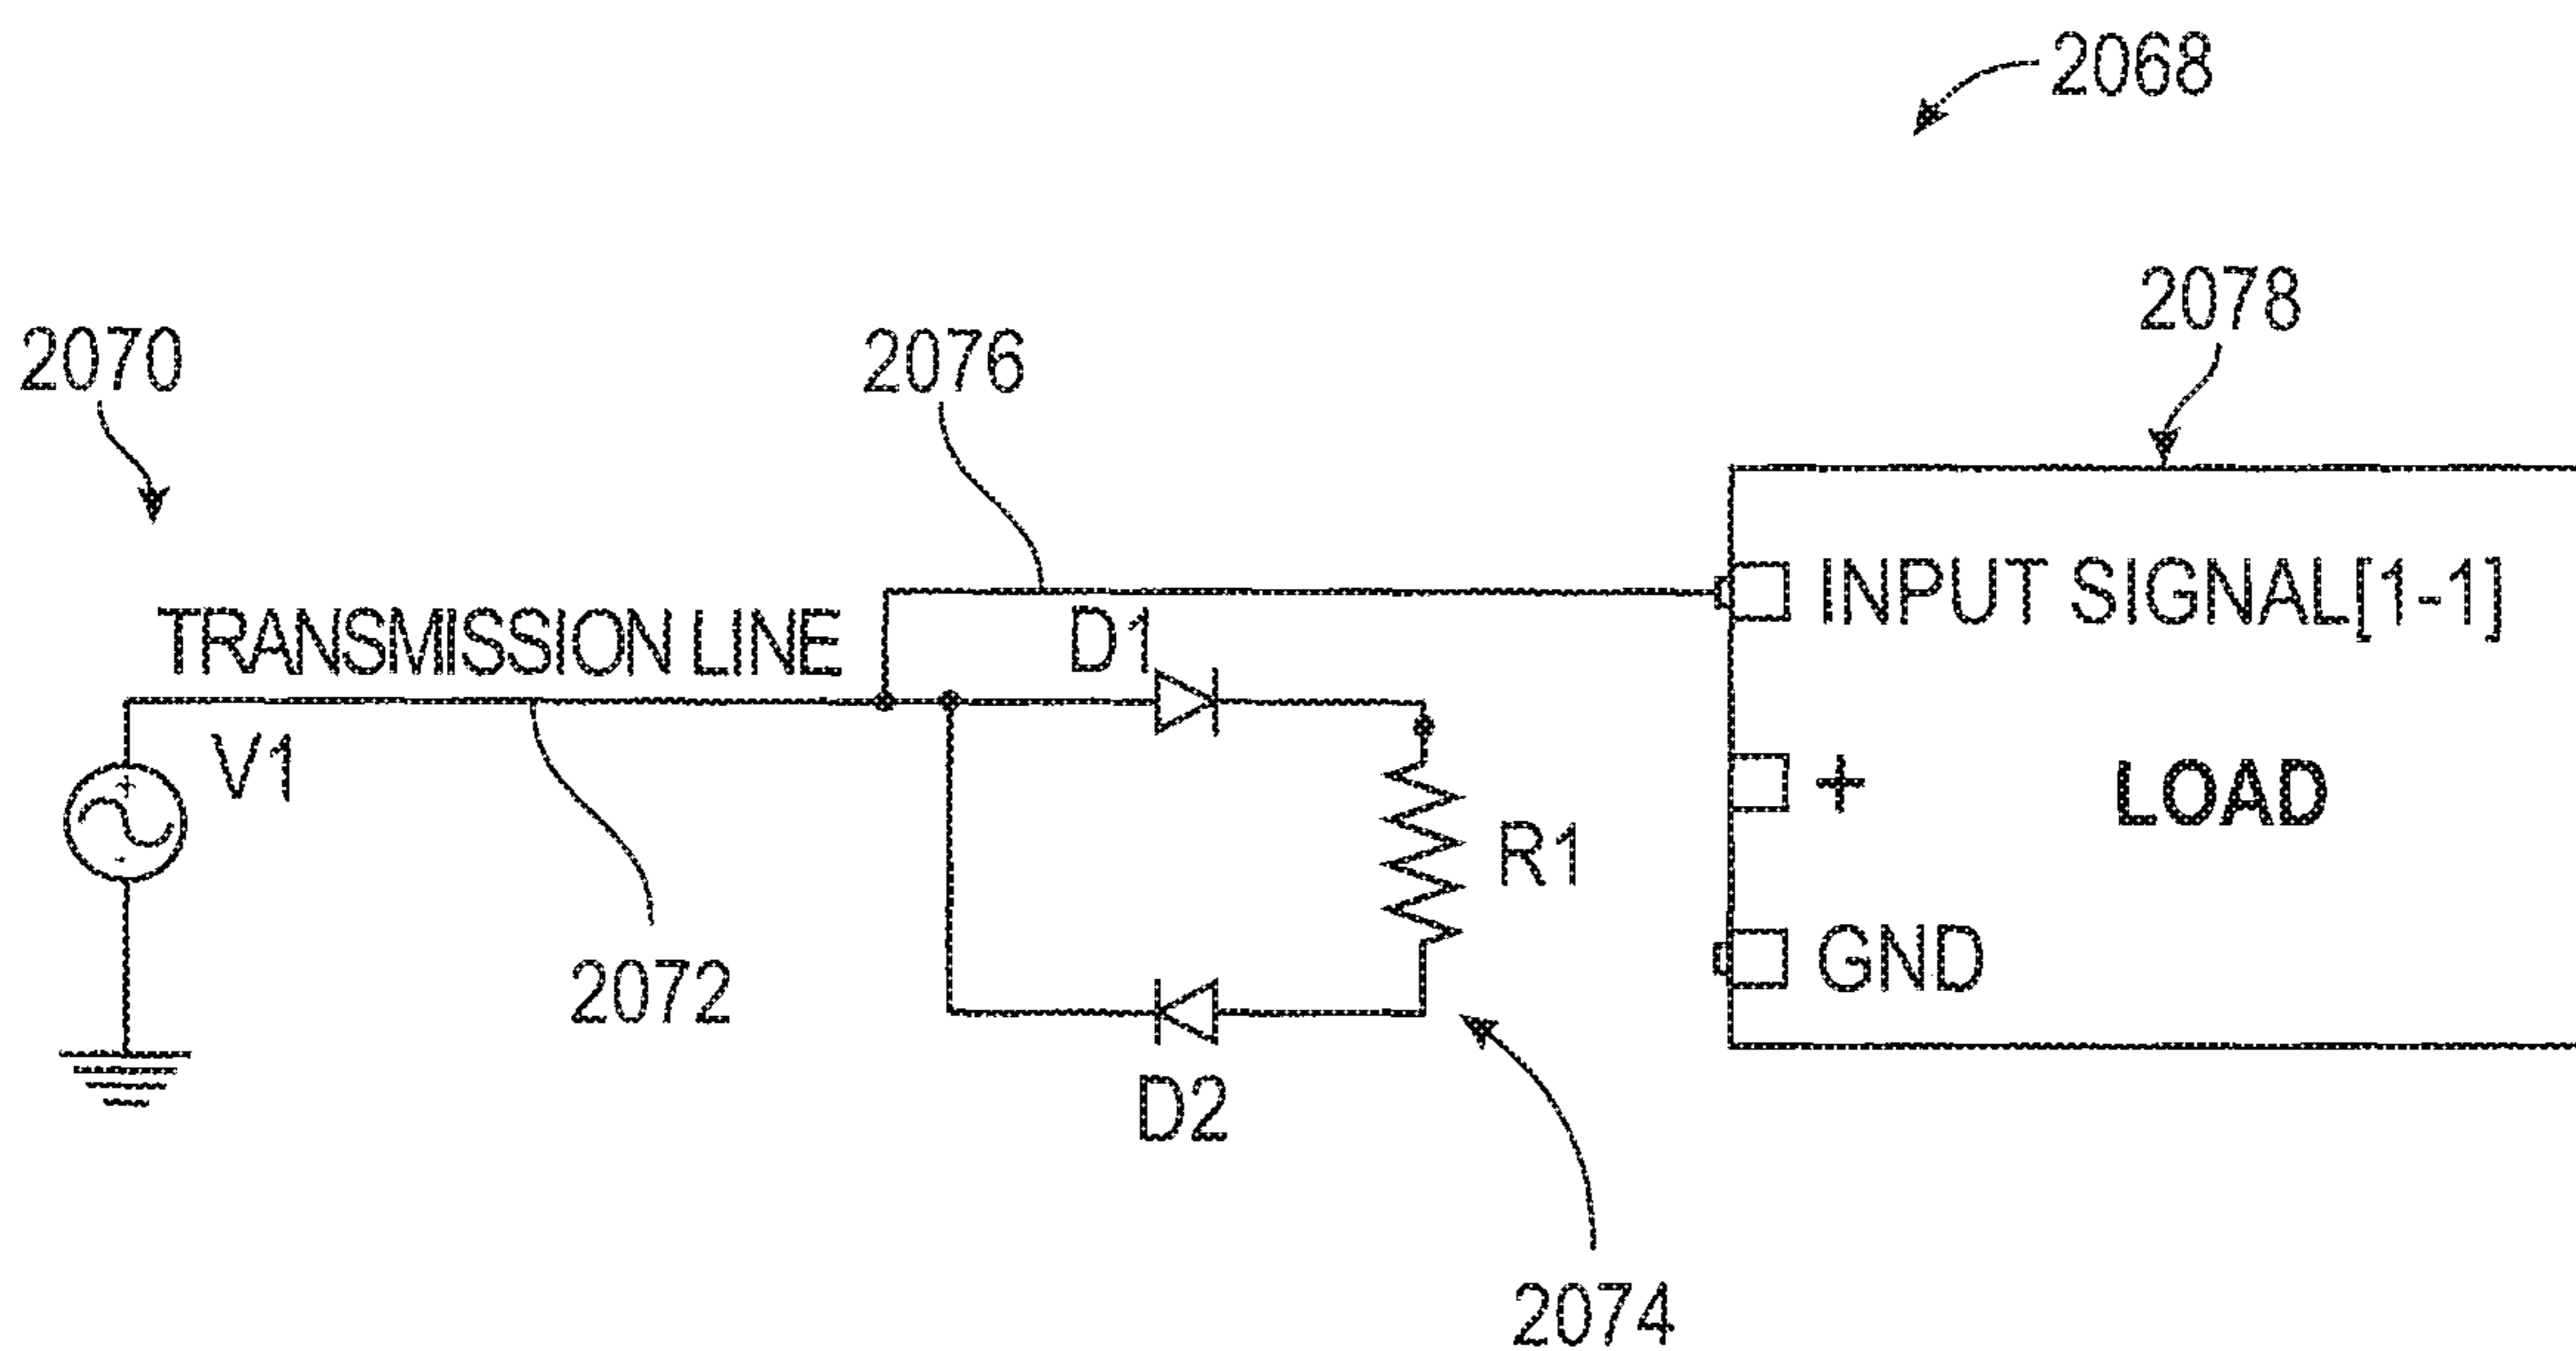 2068
2078
2070
2076
INPUT SIGNAL[1-1]
TRANSMISSION LINE
D1
V1
+
LOAD
R1
GND
2072
D2
2074